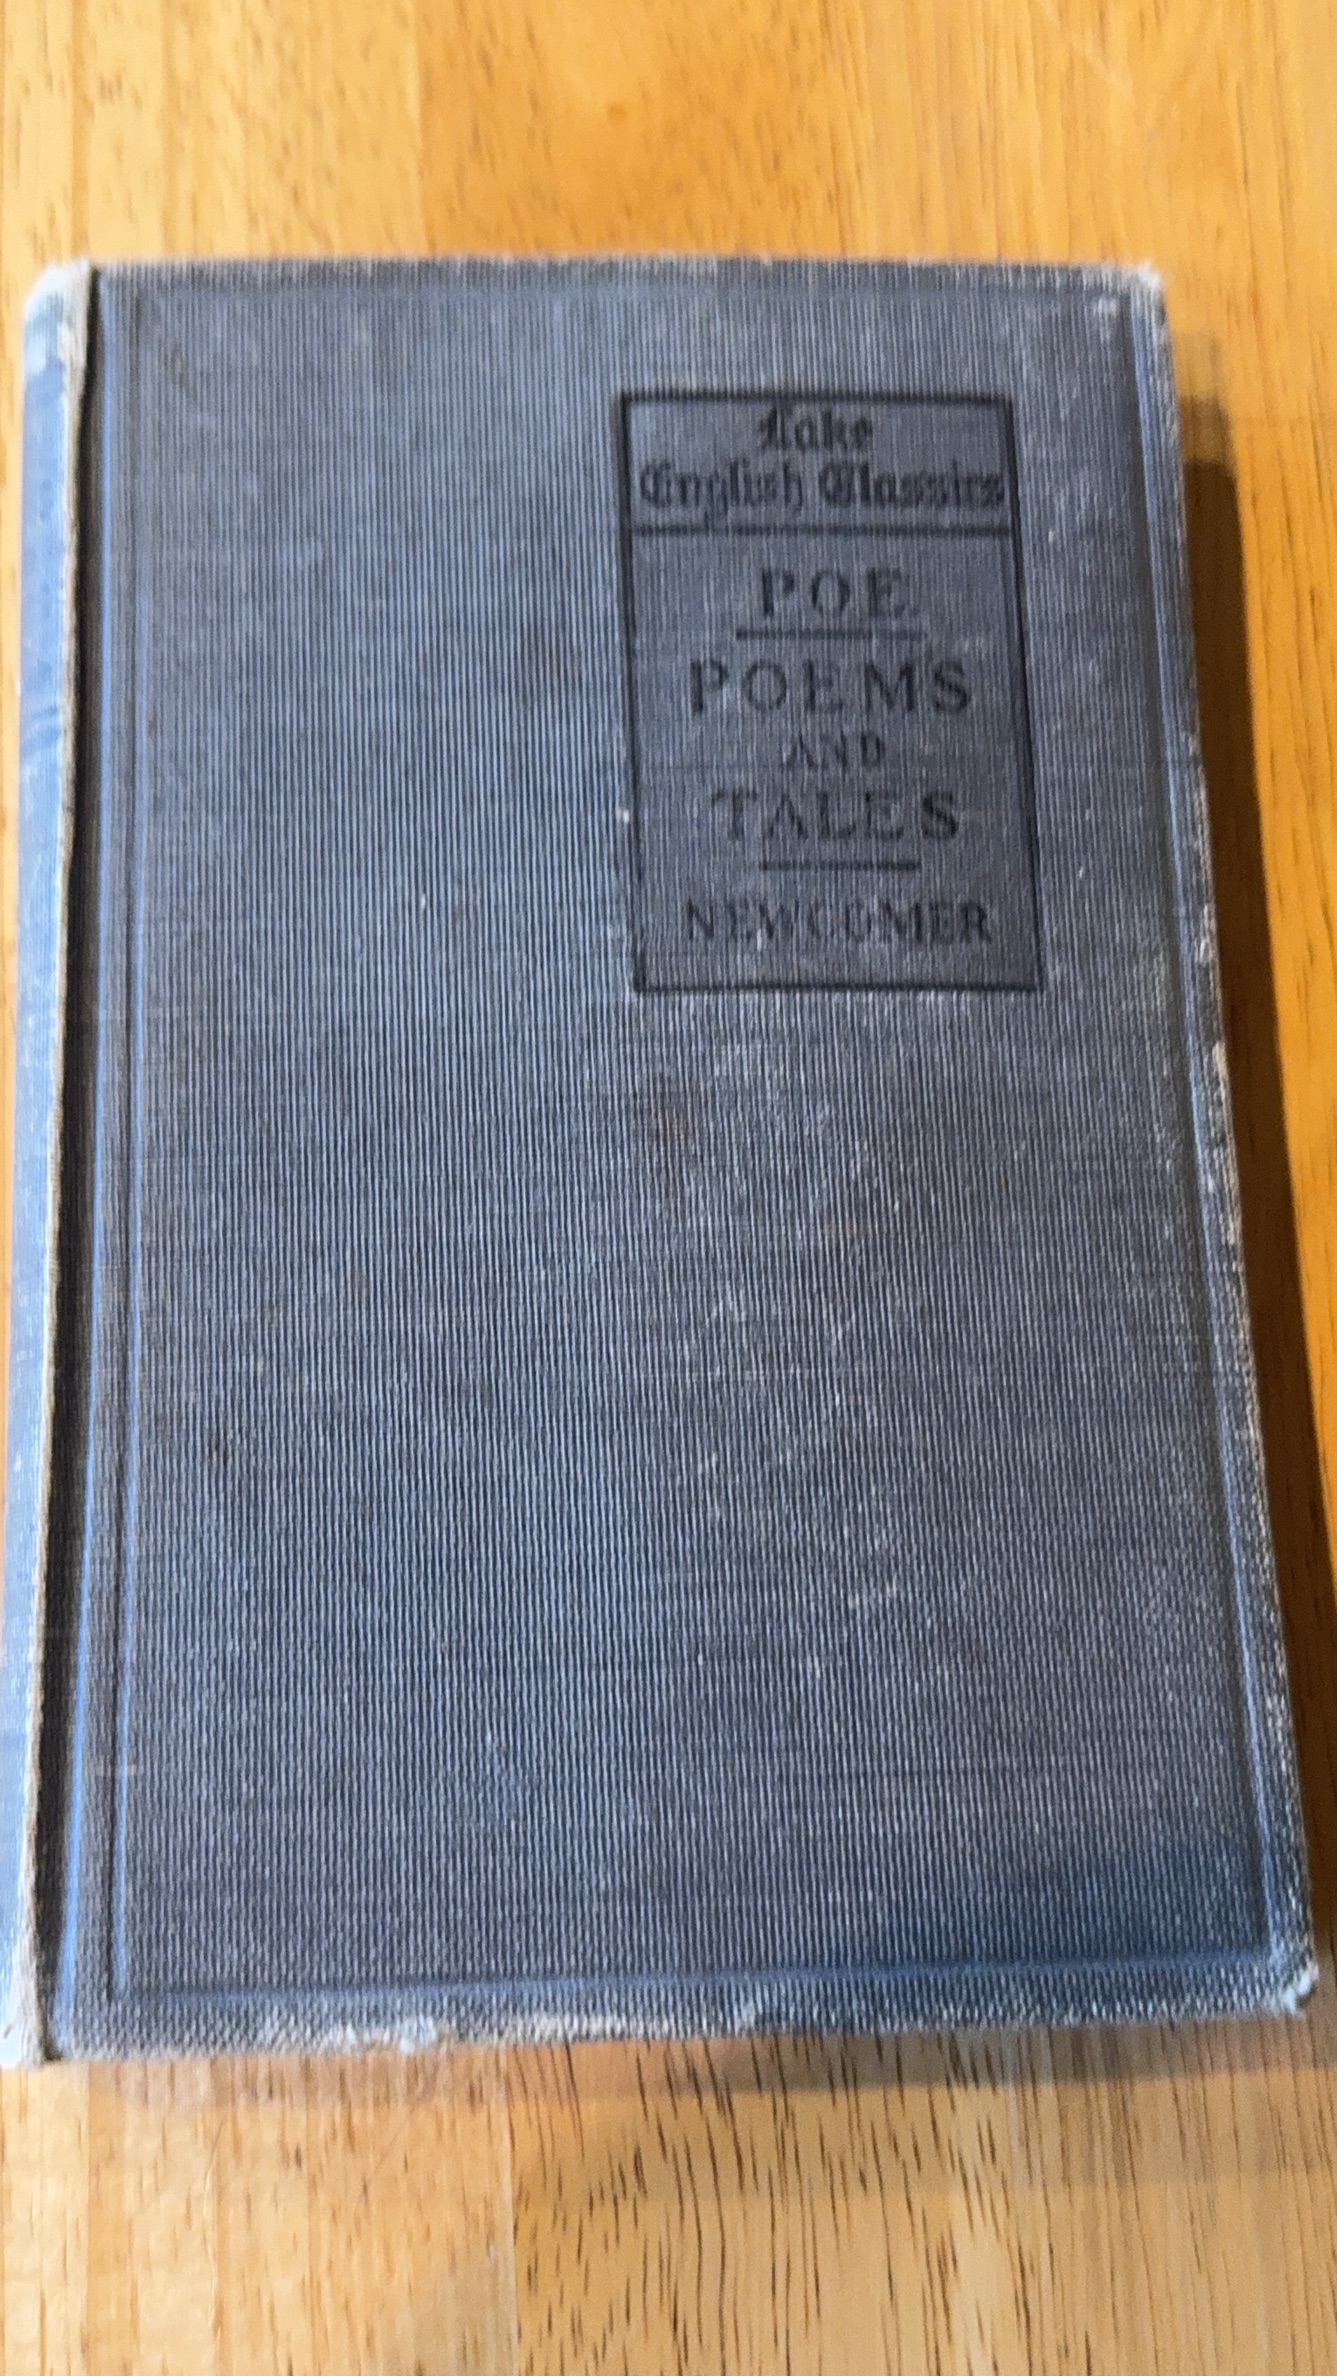 Lake
English Classics
POE
POEMS
AND
TALES
NEWCOMER